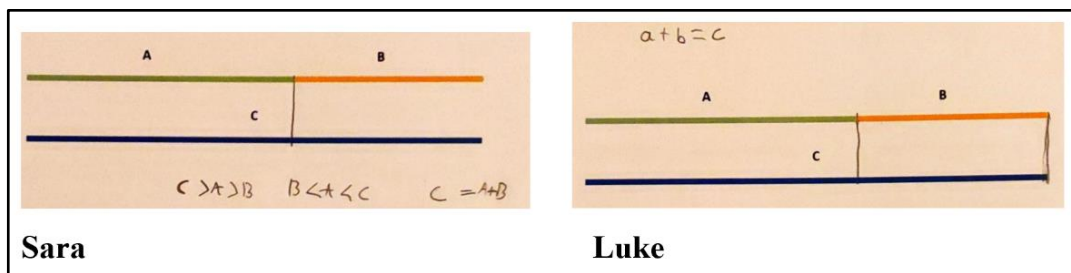 A B
C
C >A >B B<A<C C =A+B
Sara
a+b=c
A B
C
Luke